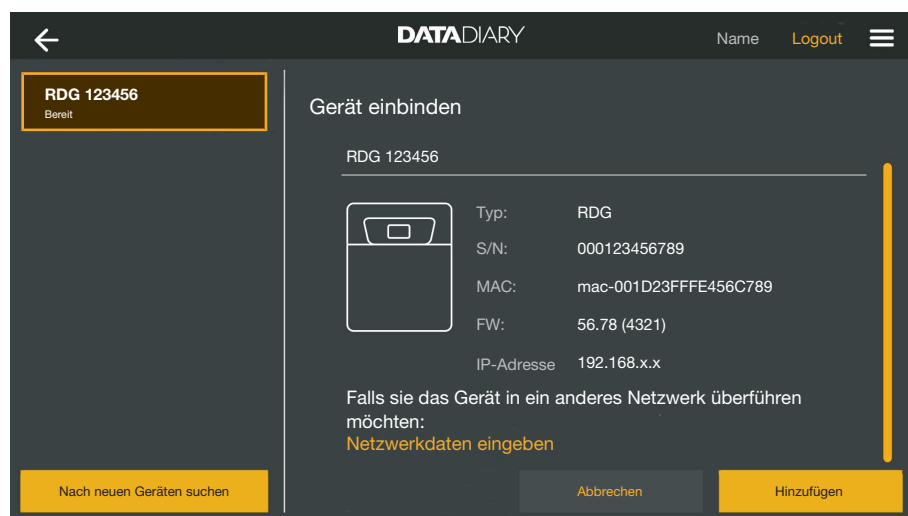 DATADIARY
Name Logout
RDG 123456
Bereit
Nach neuen Geräten suchen
Gerät einbinden
RDG 123456
Typ: RDG
S/N: 000123456789
MAC: mac-001D23FFFE456C789
FW: 56.78 (4321)
IP-Adresse 192.168.x.x
Falls sie das Gerät in ein anderes Netzwerk überführen
möchten:
Netzwerkdaten eingeben
Abbrechen Hinzufügen